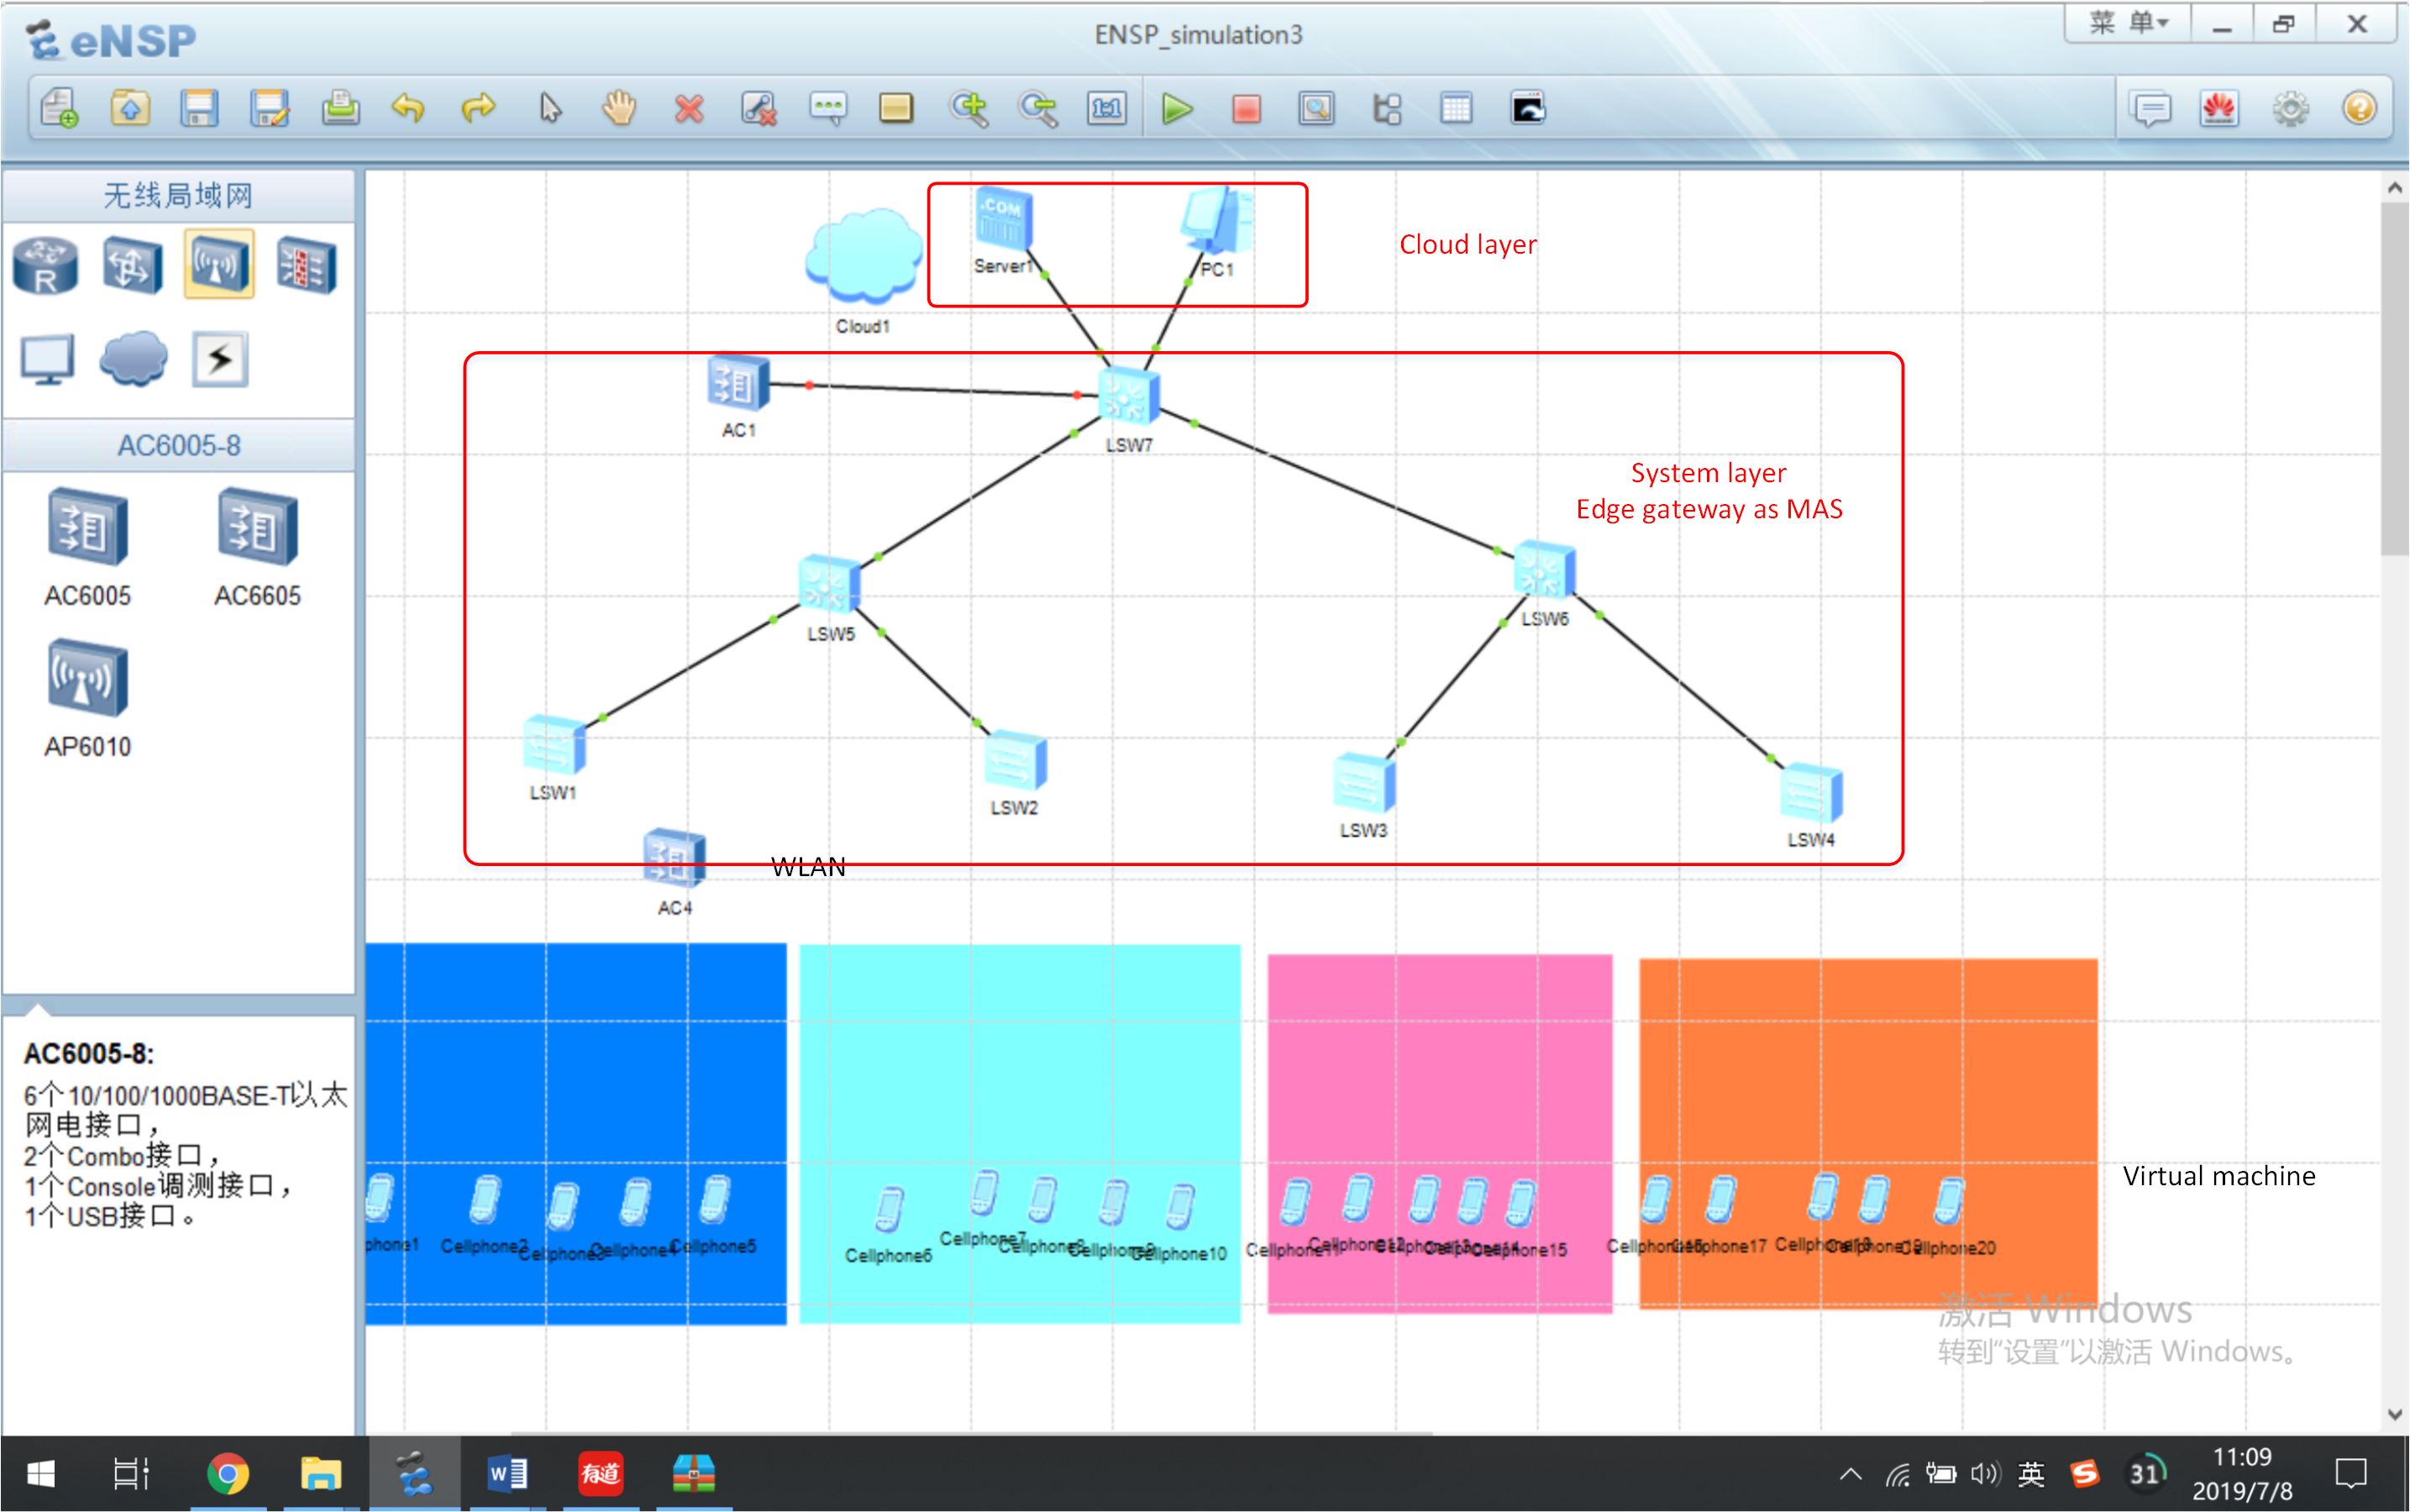 eNSP
ENSP_simulation3
菜 单
无线局域网
R
AC6005-8
AC6005
AC6605
AP6010
AC6005-8:
6个10/100/1000BASE-T以太
网电接口，
2个Combo接口，
1个Console调测接口，
1个USB接口。
.COM
Server1
PC1
Cloud layer
Cloud1
AC1
LSW7
System layer
Edge gateway as MAS
LSW5
LSW6
LSW1
LSW2
LSW3
LSW4
WLAN
AC4
Virtual machine
phone1
Cellphone2
Cellphone3
Cellphone4
Cellphone5
Cellphone6
Cellphone7
Cellphone8
Cellphone9
Cellphone10
Cellphone11
Cellphone12
Cellphone13
Cellphone14
Cellphone15
Cellphone16
Cellphone17
Cellphone18
Cellphone19
Cellphone20
激活 Windows
转到“设置”以激活 Windows。
W
有道
英
S
31
11:09
2019/7/8